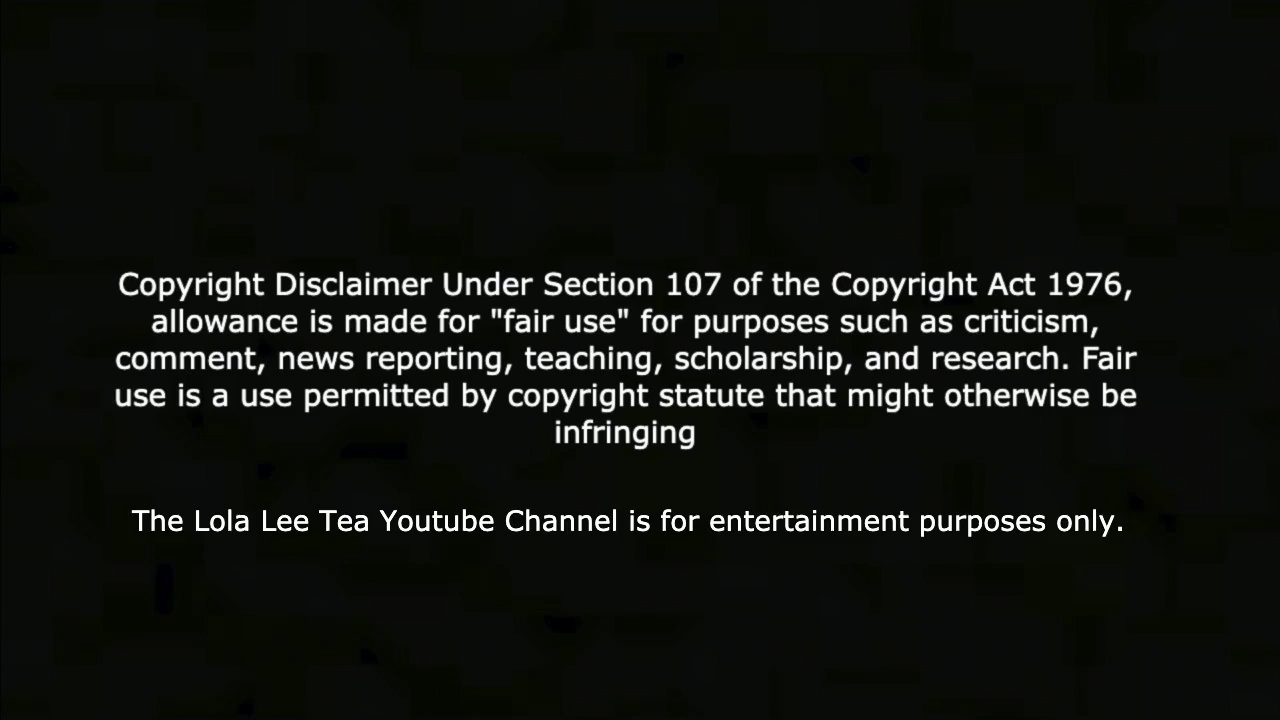 Copyright Disclaimer Under Section 107 of the Copyright Act 1976,
allowance is made for "fair use" for purposes such as criticism,
comment, news reporting, teaching, scholarship, and research. Fair
use is a use permitted by copyright statute that might otherwise be
infringing
The Lola Lee Tea Youtube Channel is for entertainment purposes only.